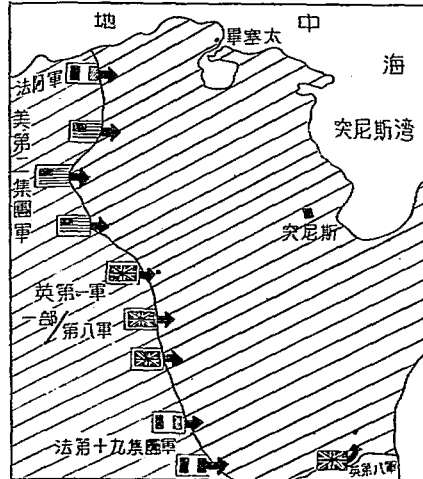 地中海
畢塞太
突尼斯湾
突尼斯
法 軍
美第二集團軍
英第一軍
一部/第八軍
法第十九集團軍
英第八軍